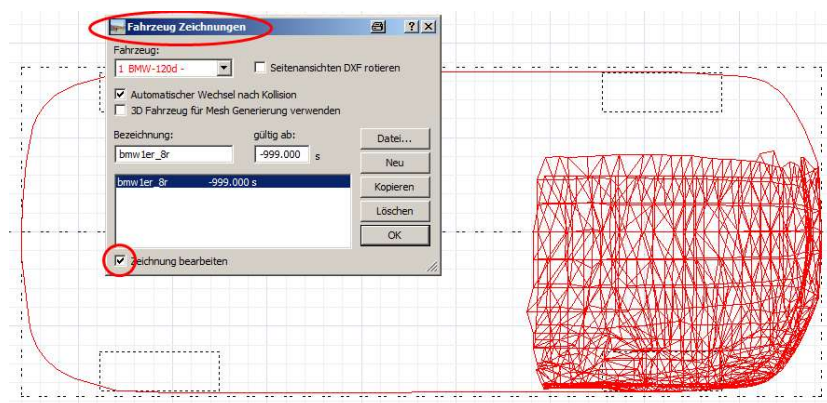 Fahrzeug Zeichnungen
Fahrzeug:
1 BMW-120d -
Seitenansichten DXF rotieren
Automatischer Wechsel nach Kollision
3D Fahrzeug für Mesh Generierung verwenden
Bezeichnung: gültig ab:
bmw1er_8r -999.000 s
Datei...
Neu
bmw1er_8r -999.000 s
Kopieren
Löschen
OK
Zeichnung bearbeiten